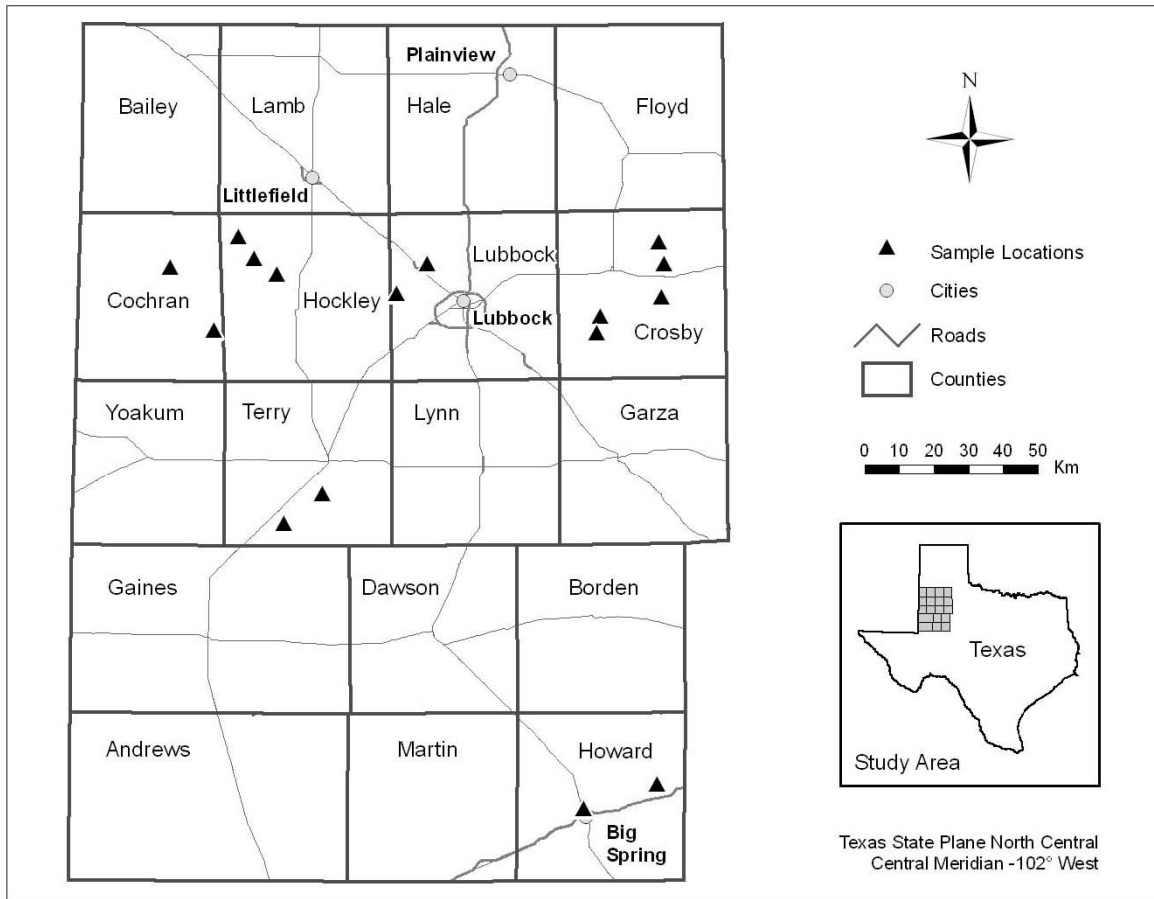 Plainview
Bailey
Lamb
Hale
Floyd
Littlefield
Lubbock
Cochran
Hockley
Lubbock
Crosby
Yoakum
Terry
Lynn
Garza
Gaines
Dawson
Borden
Andrews
Martin
Howard
Big
Spring
N
Sample Locations
Cities
Roads
Counties
0 10 20 30 40 50
Km
Texas
Study Area
Texas State Plane North Central
Central Meridian -102° West